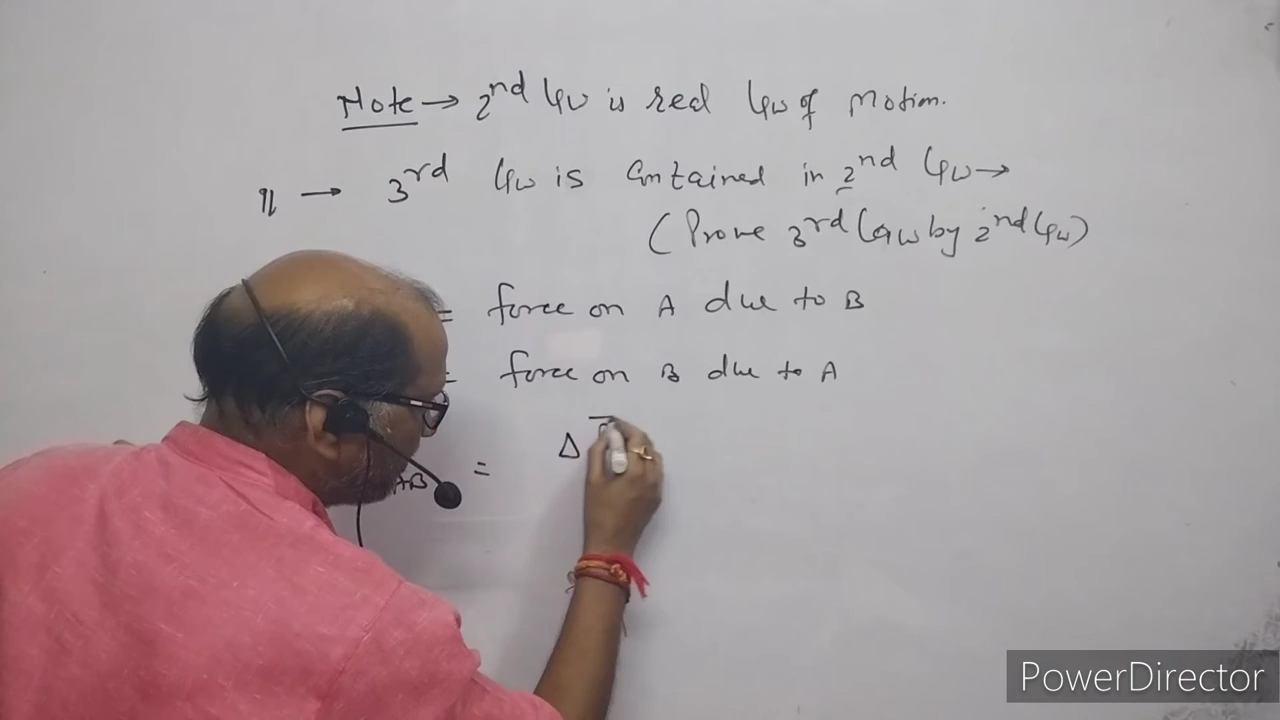 Note → 2nd Law is real Law of Motion.
→ 3rd Law is Contained in 2nd Law →
(Prove 3rd Law by 2nd Law)
= force on A due to B
= force on B due to A
AB = Δ
PowerDirector